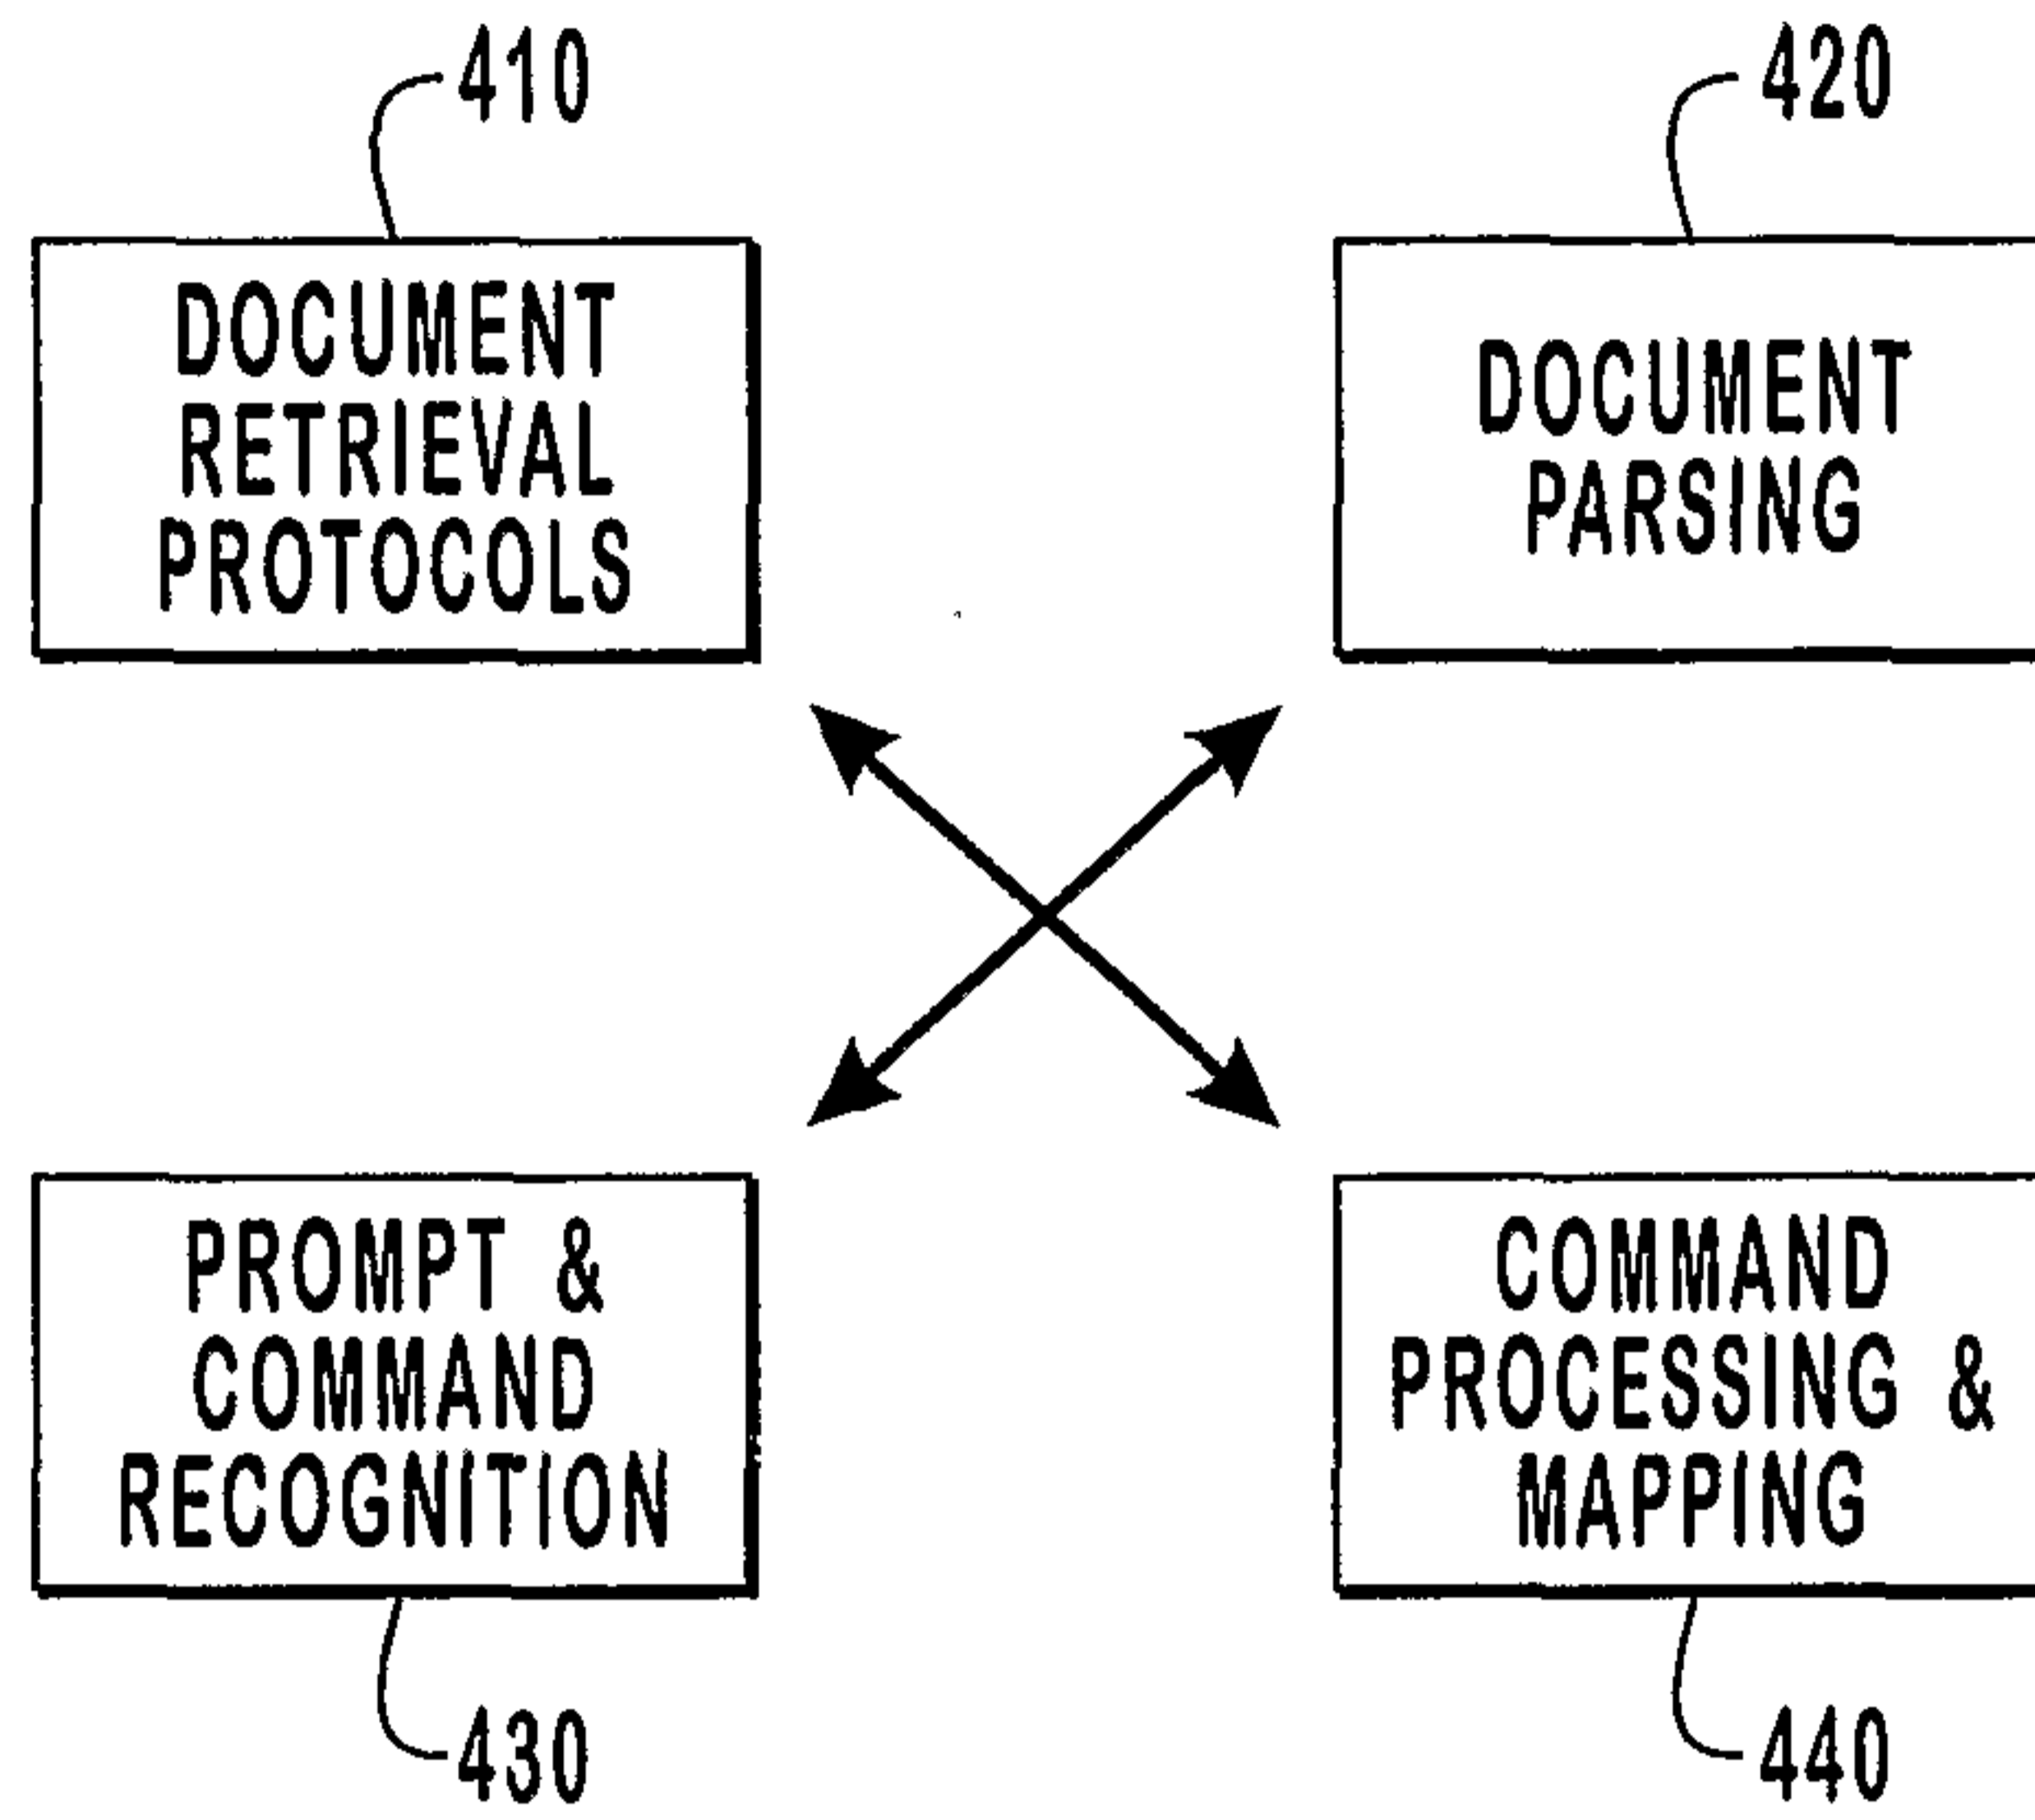 410
DOCUMENT
RETRIEVAL
PROTOCOLS
420
DOCUMENT
PARSING
PROMPT &
COMMAND
RECOGNITION
430
COMMAND
PROCESSING &
MAPPING
440